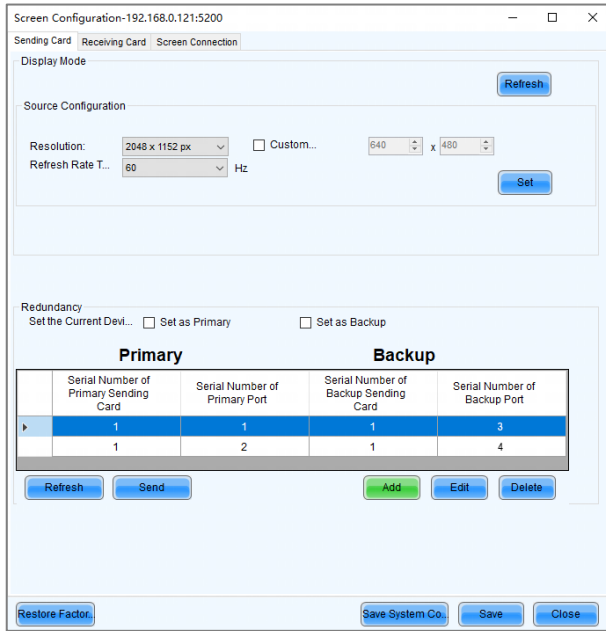 Screen Configuration-192.168.0.121:5200
Sending Card Receiving Card Screen Connection
Display Mode
Refresh
Source Configuration
Resolution: 2048 x 1152 px Custom... 640 x 480
Refresh Rate T... 60 Hz
Set
Redundancy
Set the Current Devi... Set as Primary Set as Backup
Primary Backup
Serial Number of Primary Sending Card Serial Number of Primary Port Serial Number of Backup Sending Card Serial Number of Backup Port
1 1 1 3
1 2 1 4
Refresh Send Add Edit Delete
Restore Factor.. Save System Co.. Save Close